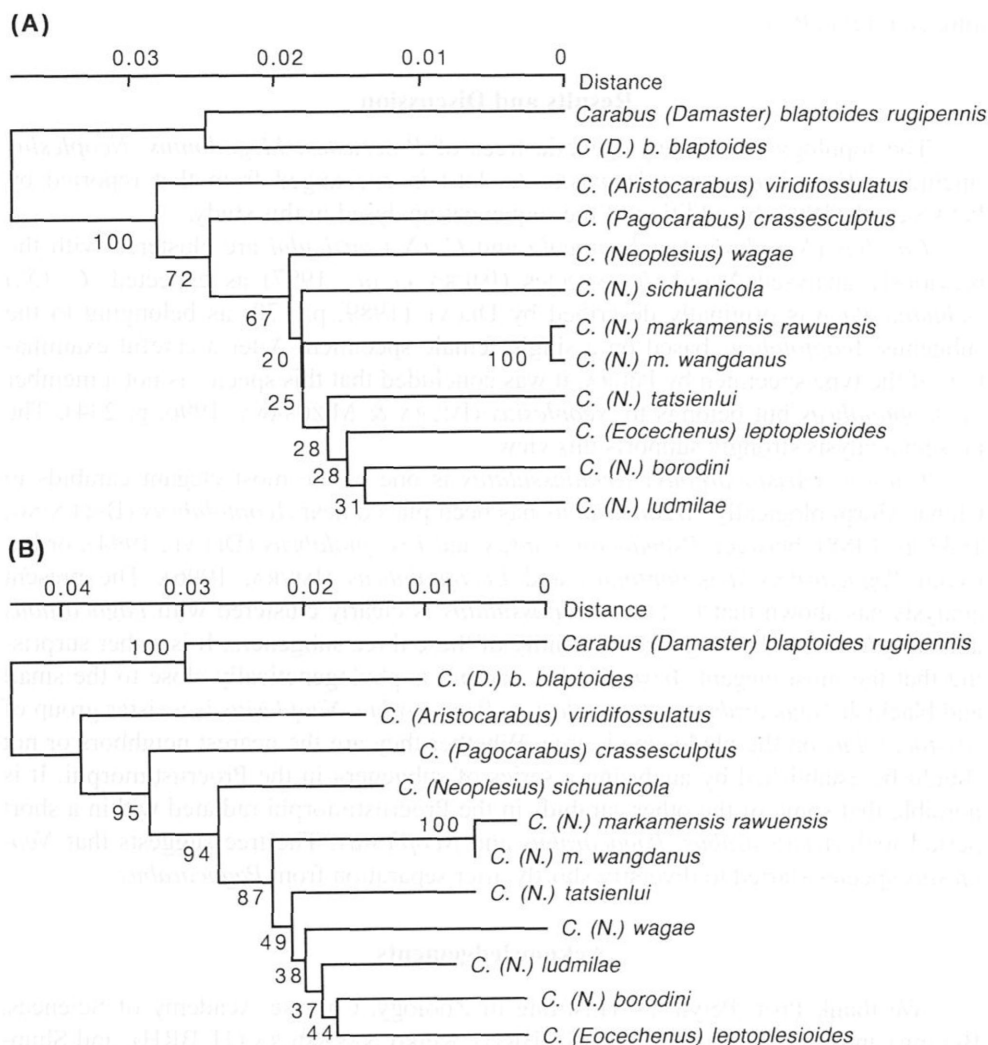 (A)
0.03 0.02 0.01 0
Distance
Carabus (Damaster) blaptoides rugipennis
C (D.) b. blaptoides
C. (Aristocarabus) viridifossulatus
C. (Pagocarabus) crassesculptus
100
C. (Neoplesius) wagae
72
C. (N.) sichuanicola
67
C. (N.) markamensis rawuensis
100
20
C. (N.) m. wangdanus
25
C. (N.) tatsienlui
C. (Eocechenus) leptoplesioides
28
C. (N.) borodini
28
31
C. (N.) ludmilae
(B)
0.04 0.03 0.02 0.01 0
Distance
100
Carabus (Damaster) blaptoides rugipennis
C. (D.) b. blaptoides
C. (Aristocarabus) viridifossulatus
C. (Pagocarabus) crassesculptus
C. (Neoplesius) sichuanicola
95
100
C. (N.) markamensis rawuensis
94
C. (N.) m. wangdanus
87
C. (N.) tatsienlui
C. (N.) wagae
49
C. (N.) ludmilae
38
C. (N.) borodini
37
44
C. (Eocechenus) leptoplesioides